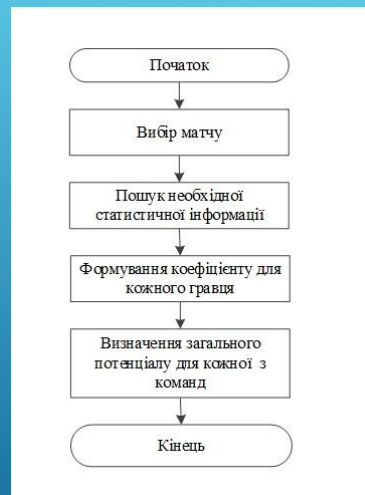 Початок
Вибір матчу
Пошук необхідної
статистичної інформації
Формування коефіцієнту для
кожного гравця
Визначення загального
потенціалу для кожної з
команд
Кінець